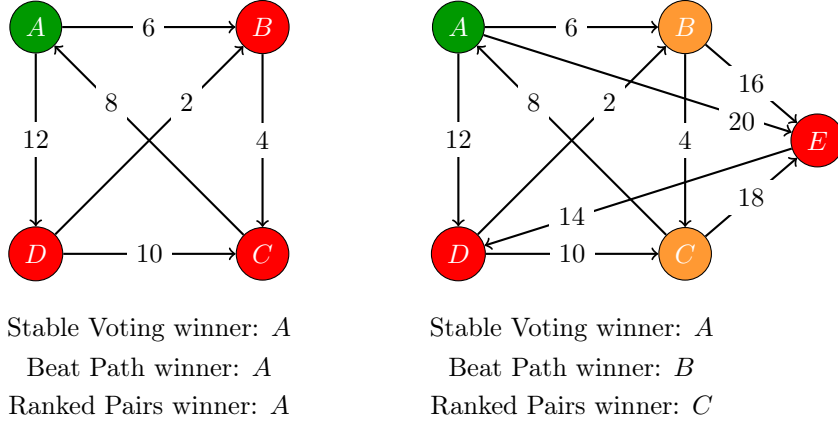 A
6
B
8
2
12
4
D
10
C
Stable Voting winner: A
Beat Path winner: A
Ranked Pairs winner: A
A
6
B
16
8
2
20
12
4
E
18
14
D
10
C
Stable Voting winner: A
Beat Path winner: B
Ranked Pairs winner: C